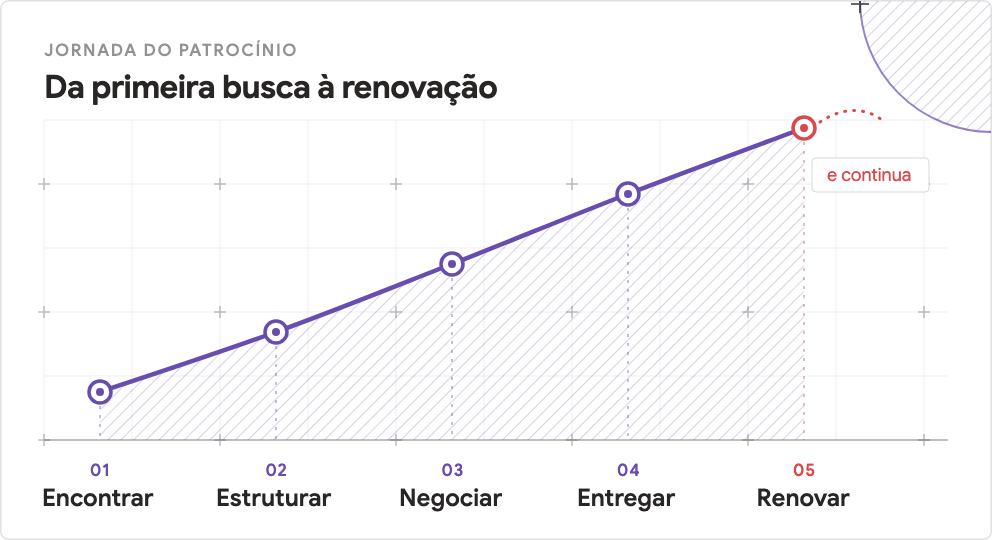 JORNADA DO PATROCÍNIO
Da primeira busca à renovação
e continua
01
Encontrar
02
Estruturar
03
Negociar
04
Entregar
05
Renovar